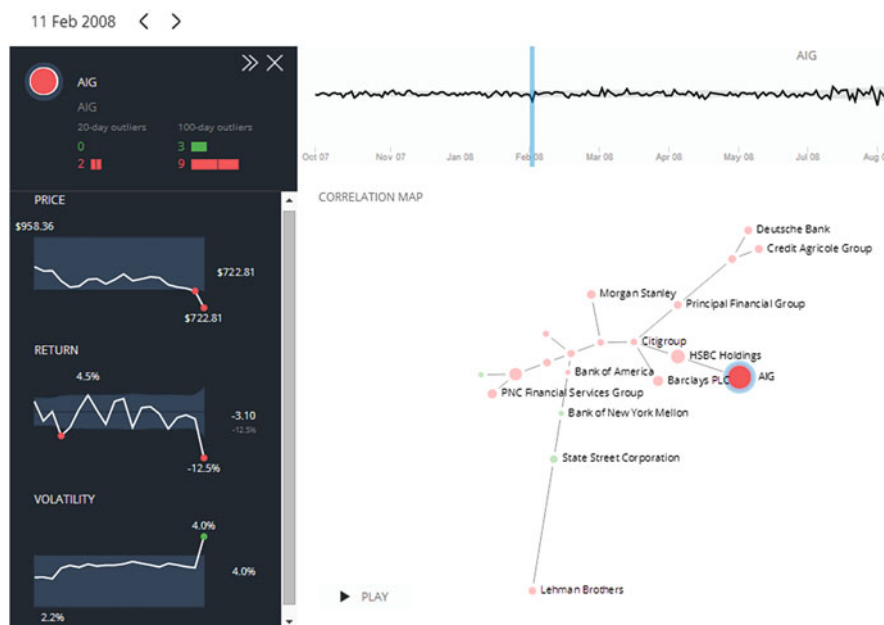 11 Feb 2008
AIG
AIG
20-day outliers 100-day outliers
0 3
2 9
PRICE
$958.36
$722.81
$722.81
RETURN
4.5%
-3.10
-12.5%
-12.5%
VOLATILITY
4.0%
4.0%
2.2%
AIG
Oct 07 Nov 07 Jan 08 Feb 08 Mar 08 Apr 08 May 08 Jul 08 Aug 0
CORRELATION MAP
Deutsche Bank
Credit Agricole Group
Morgan Stanley
Principal Financial Group
Citigroup
HSBC Holdings
Bank of America
Barclays PLC
AIG
PNC Financial Services Group
Bank of New York Mellon
State Street Corporation
Lehman Brothers
PLAY